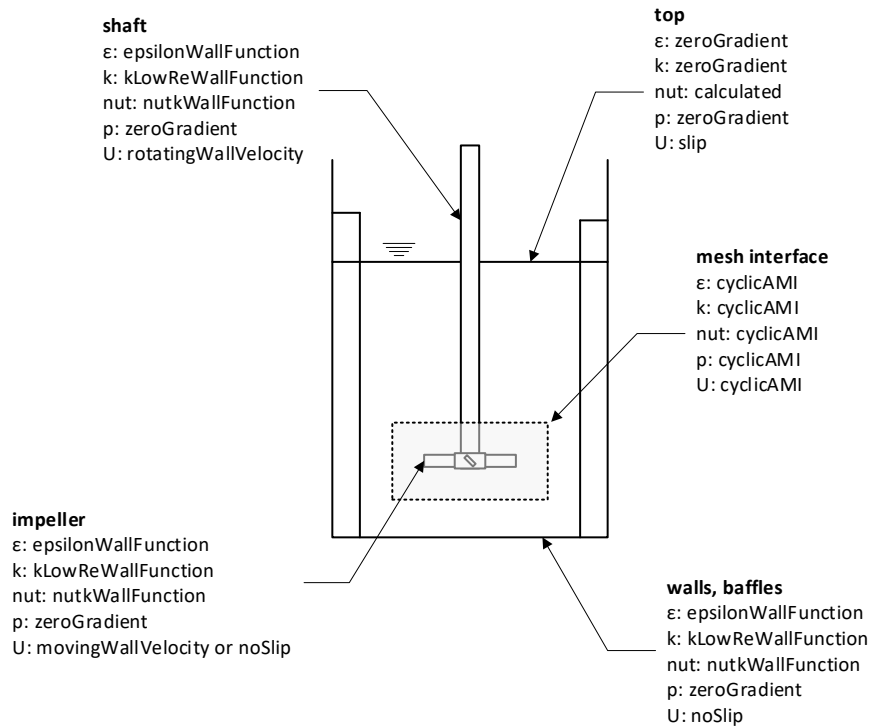 shaft
ε: epsilonWallFunction
k: kLowReWallFunction
nut: nutkWallFunction
p: zeroGradient
U: rotatingWallVelocity
top
ε: zeroGradient
k: zeroGradient
nut: calculated
p: zeroGradient
U: slip
mesh interface
ε: cyclicAMI
k: cyclicAMI
nut: cyclicAMI
p: cyclicAMI
U: cyclicAMI
impeller
ε: epsilonWallFunction
k: kLowReWallFunction
nut: nutkWallFunction
p: zeroGradient
U: movingWallVelocity or noSlip
walls, baffles
ε: epsilonWallFunction
k: kLowReWallFunction
nut: nutkWallFunction
p: zeroGradient
U: noSlip